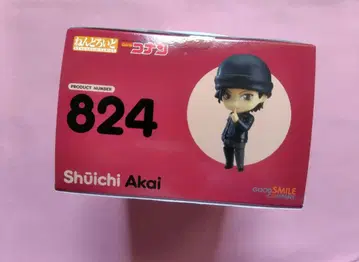 ねんどろいど
コナン
PRODUCT NUMBER
824
Shūichi Akai
GOOD SMILE
COMPANY